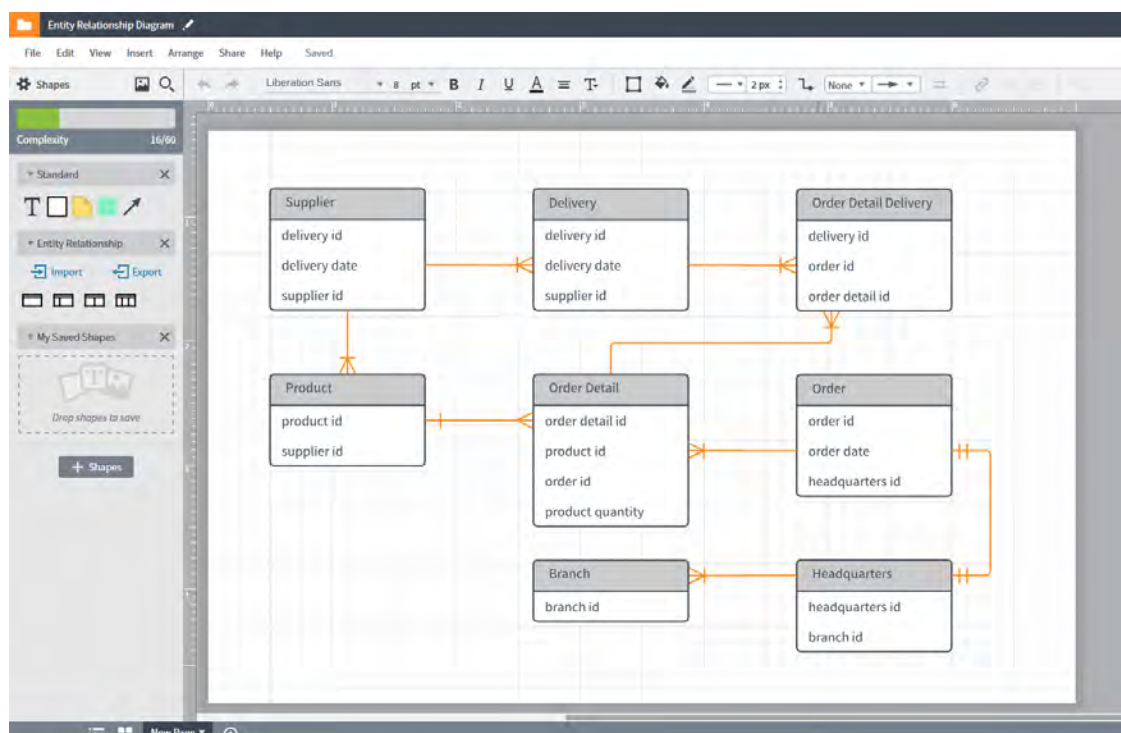 Entity Relationship Diagram
File Edit View Insert Arrange Share Help Saved
Shapes Liberation Sans 8 pt B I U A T 2 px None
Complexity 16/60
Standard
T
Entity Relationship
Import Export
My Saved Shapes
T
Drop shapes to save
+ Shapes
Supplier
delivery id
delivery date
supplier id
Delivery
delivery id
delivery date
supplier id
Order Detail Delivery
delivery id
order id
order detail id
Product
product id
supplier id
Order Detail
order detail id
product id
order id
product quantity
Order
order id
order date
headquarters id
Branch
branch id
Headquarters
headquarters id
branch id
New Page